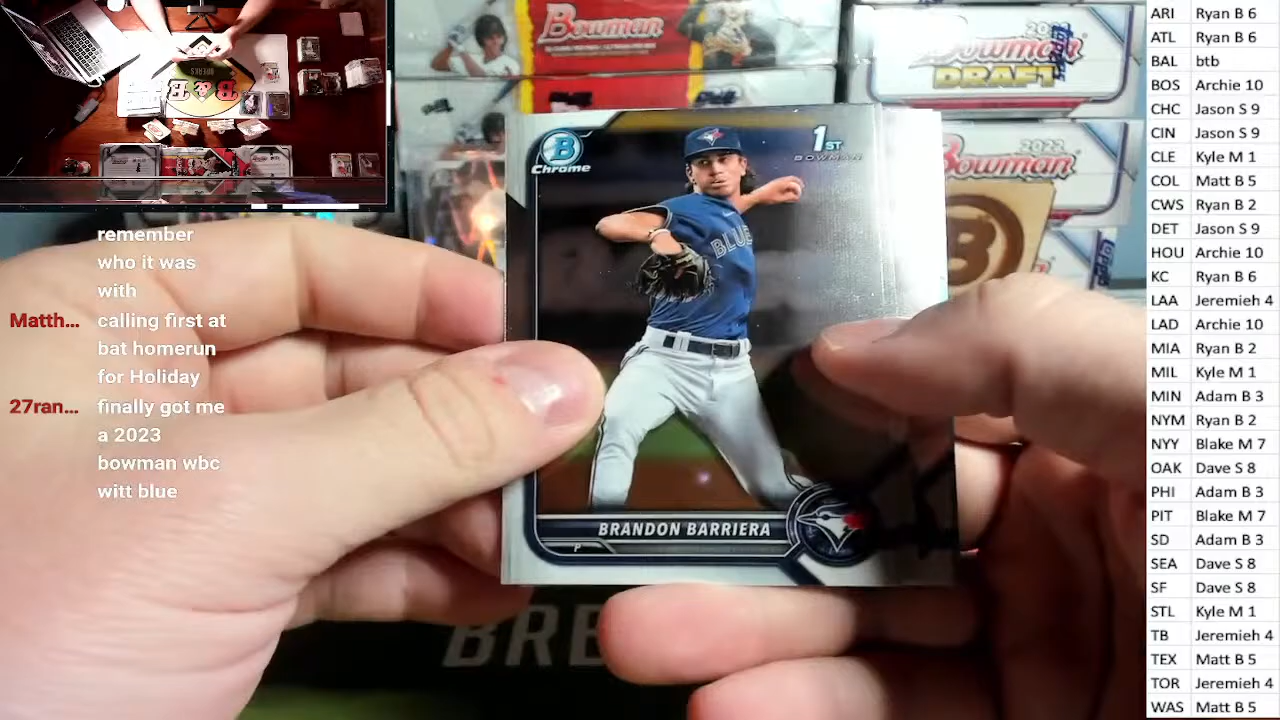 remember
who it was
with
Matth... calling first at
bat homerun
for Holiday
27ran... finally got me
a 2023
bowman wbc
witt blue
B & B
BREAKS
Bowman
2022
Bowman
DRAFT
2022
Bowman
B
Chrome
1ST
BOWMAN
BLUE
BRANDON BARRIERA
P
BRE
ARI Ryan B 6
ATL Ryan B 6
BAL btb
BOS Archie 10
CHC Jason S 9
CIN Jason S 9
CLE Kyle M 1
COL Matt B 5
CWS Ryan B 2
DET Jason S 9
HOU Archie 10
KC Ryan B 6
LAA Jeremieh 4
LAD Archie 10
MIA Ryan B 2
MIL Kyle M 1
MIN Adam B 3
NYM Ryan B 2
NYY Blake M 7
OAK Dave S 8
PHI Adam B 3
PIT Blake M 7
SD Adam B 3
SEA Dave S 8
SF Dave S 8
STL Kyle M 1
TB Jeremieh 4
TEX Matt B 5
TOR Jeremieh 4
WAS Matt B 5